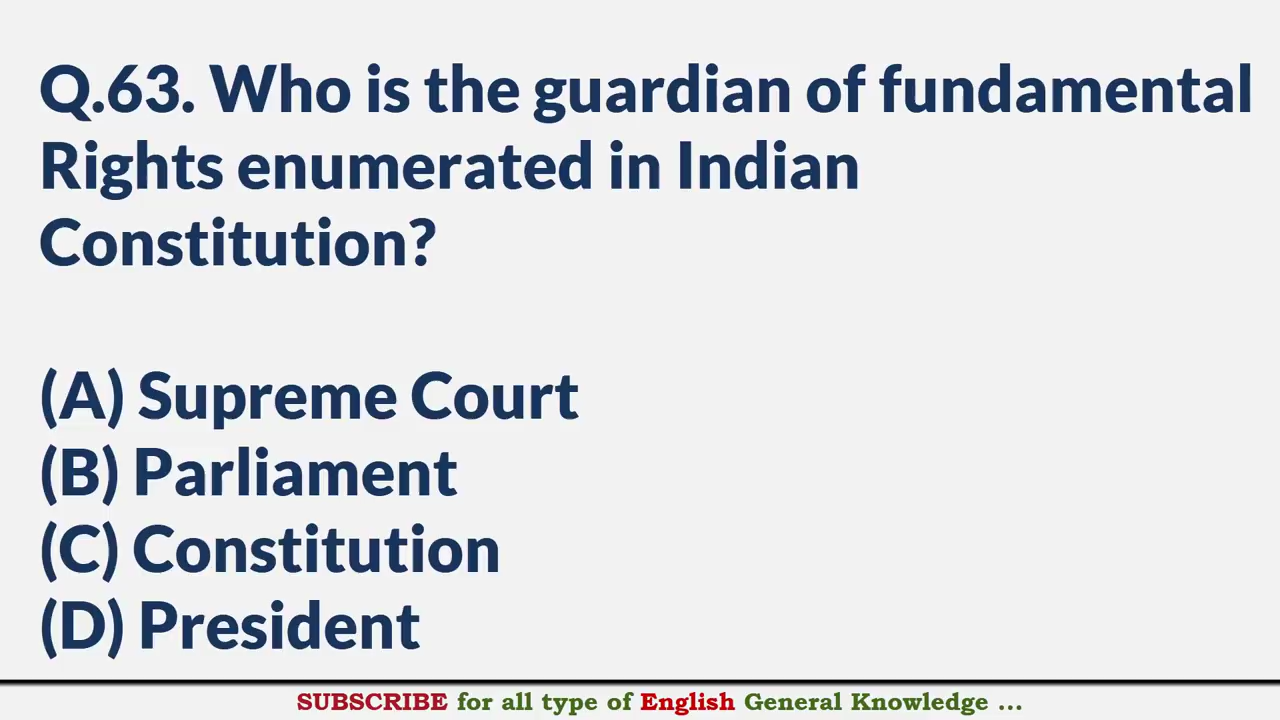 Q.63. Who is the guardian of fundamental
Rights enumerated in Indian
Constitution?
(A) Supreme Court
(B) Parliament
(C) Constitution
(D) President
SUBSCRIBE for all type of English General Knowledge ...